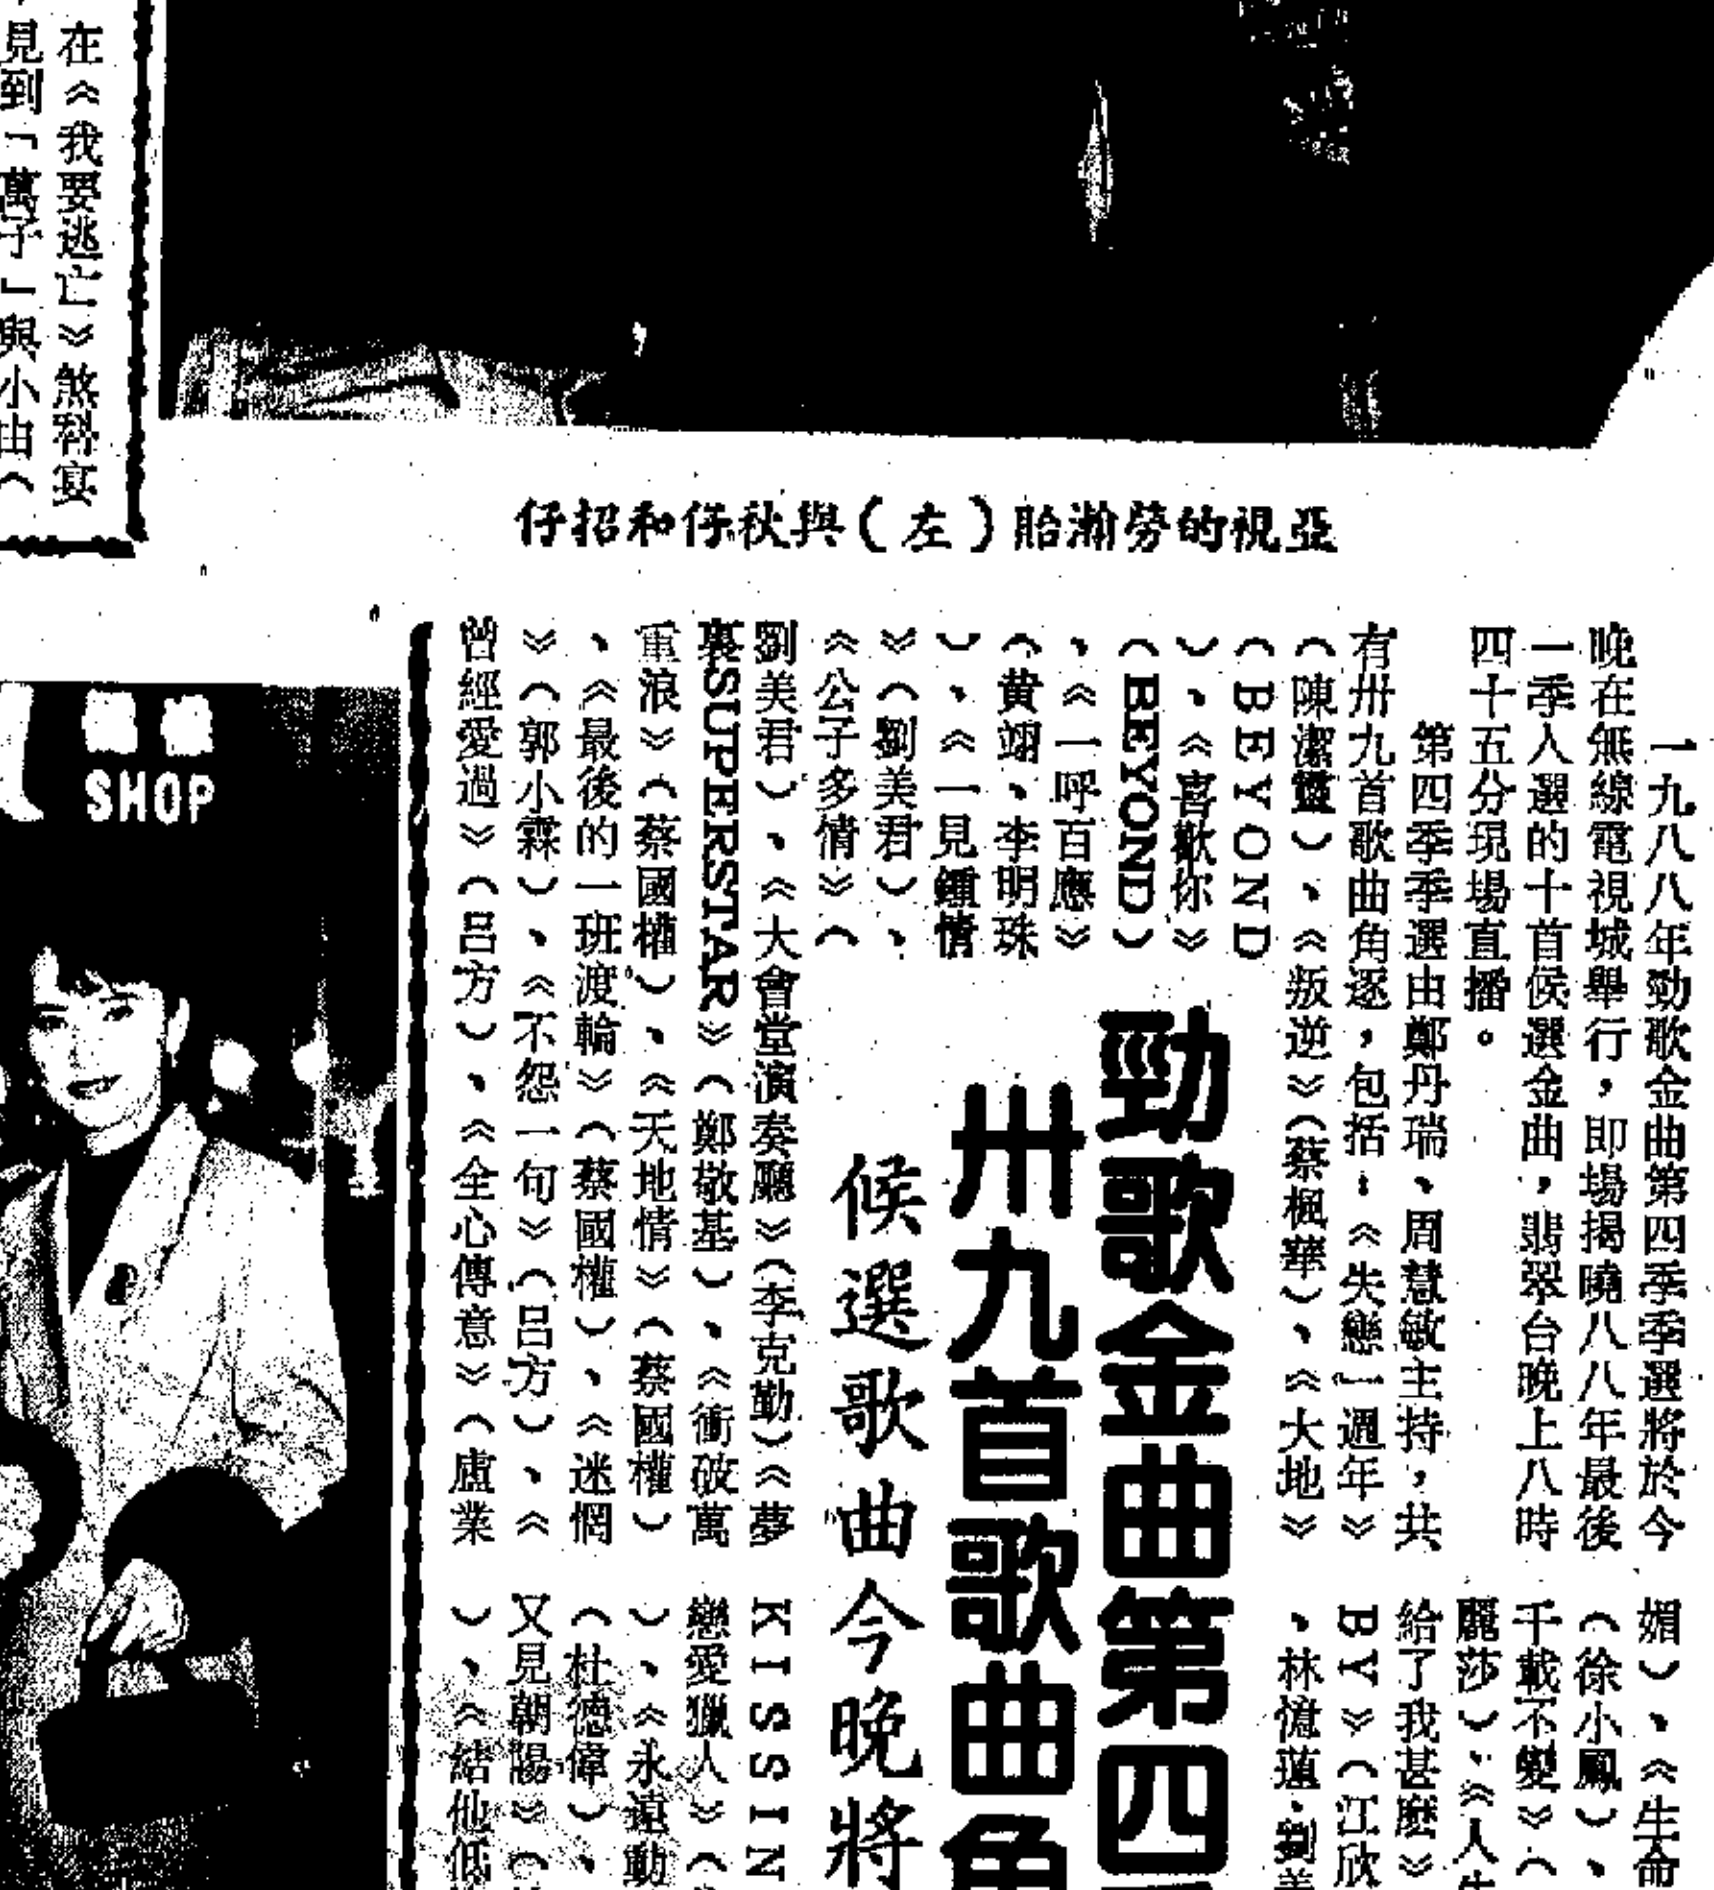 在《我要逃亡》煞科宴
見到「萬子」與小由（
亞視的勞瀚貽（左）與秋仔和招仔
SHOP
勁歌金曲第四
卅九首歌曲角
候選歌曲今晚將
一九八八年勁歌金曲第四季季選將於今
晚在無線電視城舉行，即場揭曉八八年最後
一季入選的十首候選金曲，翡翠台晚上八時
四十五分現場直播。
第四季季選由鄭丹瑞、周慧敏主持，共
有卅九首歌曲角逐，包括：《失戀一週年》
（陳潔靈）、《叛逆》（蔡楓華）、《大地》
（BEYOND
）、《喜歡你》
（BEYOND）
、《一呼百應》
（黃翊、李明珠
）、《一見鍾情
》（劉美君）、
《公子多情》（
劉美君）、《大會堂演奏廳》（李克勤）《夢
裏SUPERSTAR》（鄭敬基）、《衝破萬
重浪》（蔡國權）、《天地情》（蔡國權）
、《最後的一班渡輪》（蔡國權）、《迷惘
》（郭小霖）、《不怨一句》（呂方）、《
曾經愛過》（呂方）、《全心傳意》（盧業
媚）、《生命
（徐小鳳）、
千載不變》（
麗莎）、《人生
給了我甚麼》
BY》（江欣
、林憶蓮、劉美
KISSIN
戀愛獵人》（
）、《永遠動
（杜德偉）、
又見朝陽》（
）、《結他低